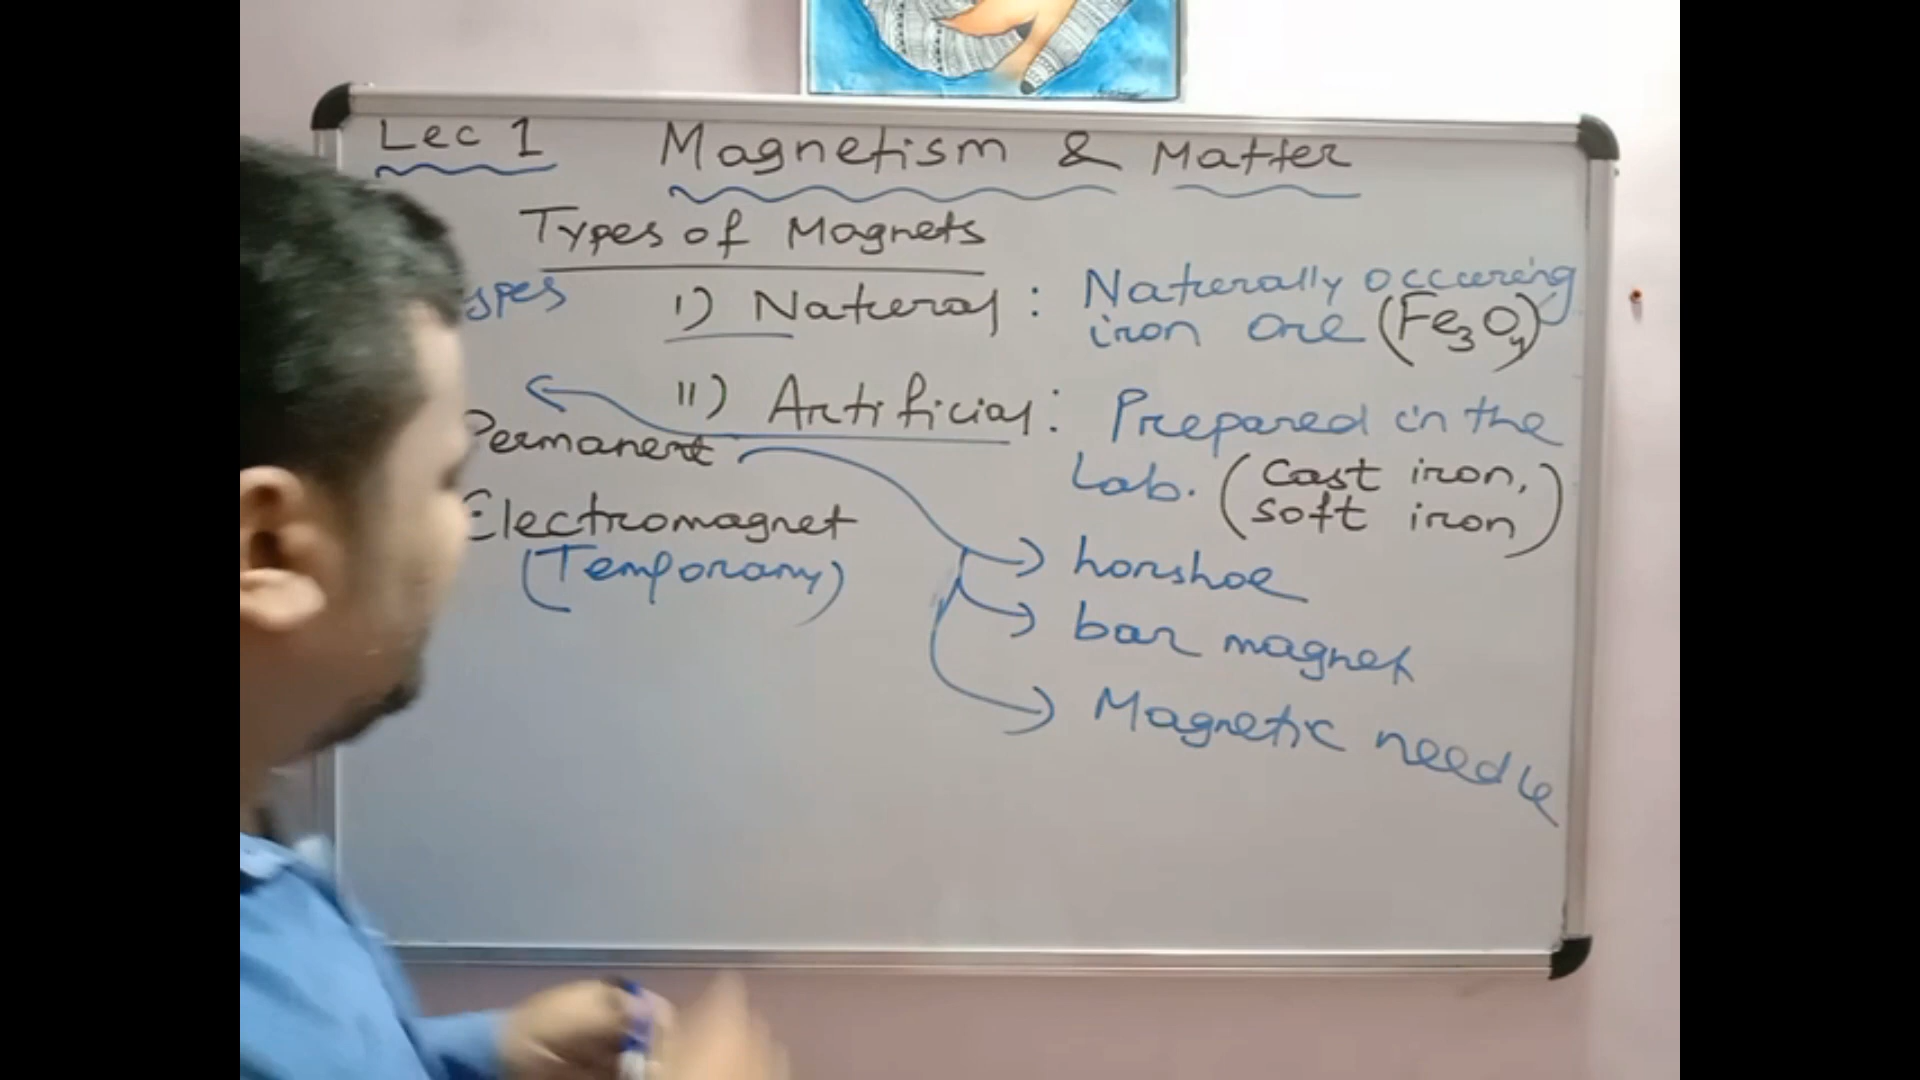 Lec 1 Magnetism & Matter
Types of Magnets
i) Natural : Naturally occuring
iron ore (Fe3O4)
ii) Artificial : Prepared in the
Lab. (Cast iron,
Soft iron)
Permanent
Electromagnet
(Temporary)
horshoe
bar magnet
Magnetic needle